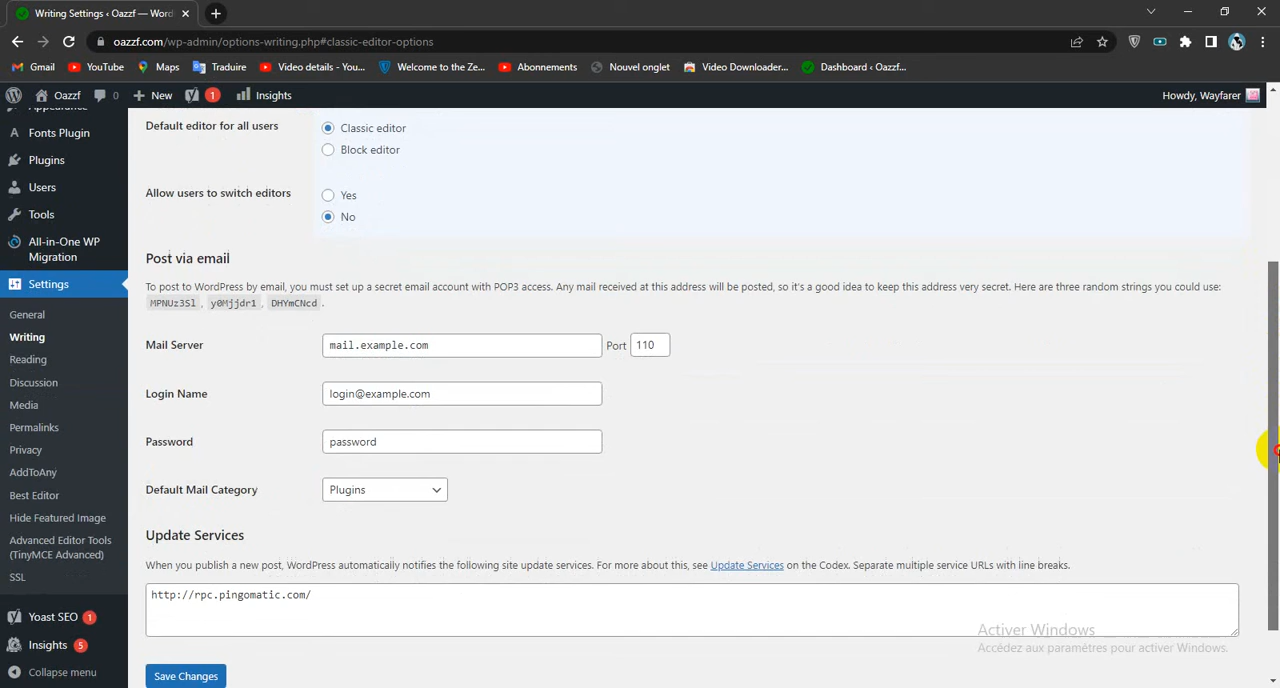 Writing Settings ‹ Oazzf — Word
oazzf.com/wp-admin/options-writing.php#classic-editor-options
Gmail YouTube Maps Traduire Video details - You... Welcome to the Ze... Abonnements Nouvel onglet Video Downloader... Dashboard ‹ Oazzf...
Oazzf 0 New 1 Insights Howdy, Wayfarer
Appearance
Fonts Plugin
Plugins
Users
Tools
All-in-One WP
Migration
Settings
General
Writing
Reading
Discussion
Media
Permalinks
Privacy
AddToAny
Best Editor
Hide Featured Image
Advanced Editor Tools
(TinyMCE Advanced)
SSL
Yoast SEO 1
Insights 5
Collapse menu
Default editor for all users
Classic editor
Block editor
Allow users to switch editors
Yes
No
Post via email
To post to WordPress by email, you must set up a secret email account with POP3 access. Any mail received at this address will be posted, so it's a good idea to keep this address very secret. Here are three random strings you could use:
MPNUz3Sl , y0Mjjdr1 , DHYmCNcd .
Mail Server mail.example.com Port 110
Login Name login@example.com
Password password
Default Mail Category Plugins
Update Services
When you publish a new post, WordPress automatically notifies the following site update services. For more about this, see Update Services on the Codex. Separate multiple service URLs with line breaks.
http://rpc.pingomatic.com/
Save Changes
Activer Windows
Accédez aux paramètres pour activer Windows.